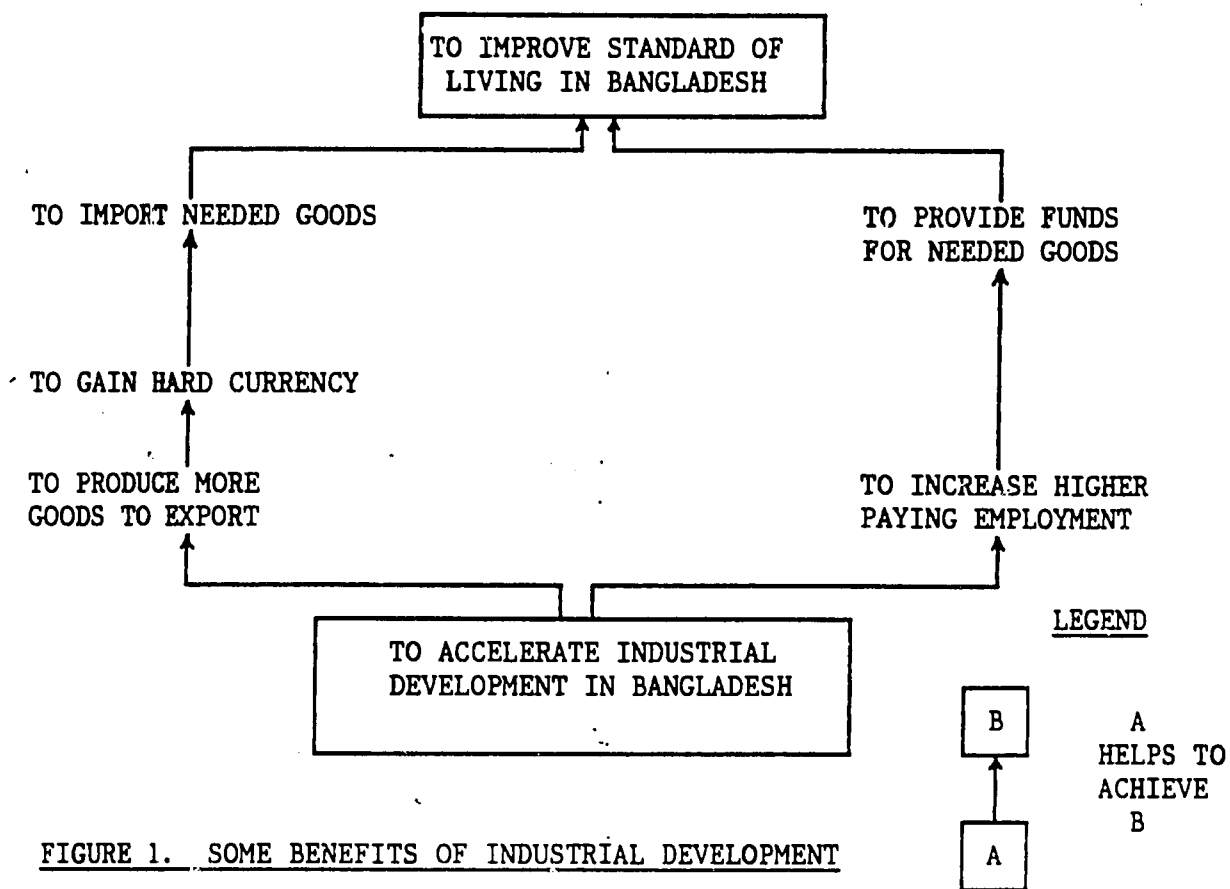 TO IMPROVE STANDARD OF
LIVING IN BANGLADESH
TO IMPORT NEEDED GOODS
TO PROVIDE FUNDS
FOR NEEDED GOODS
TO GAIN HARD CURRENCY
TO PRODUCE MORE
GOODS TO EXPORT
TO INCREASE HIGHER
PAYING EMPLOYMENT
TO ACCELERATE INDUSTRIAL
DEVELOPMENT IN BANGLADESH
LEGEND
B
A
A
HELPS TO
ACHIEVE
B
FIGURE 1. SOME BENEFITS OF INDUSTRIAL DEVELOPMENT